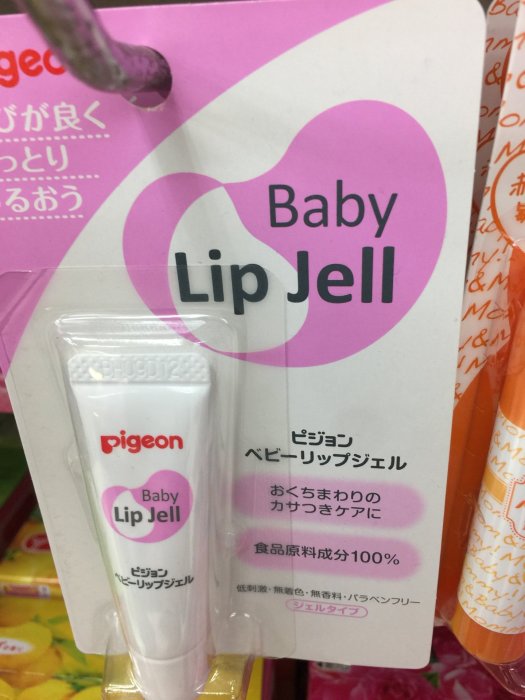 びが良く
っとり
るおう
Baby
Lip Jell
BHU9D12
pigeon
Baby
Lip Jell
ピジョン
ベビーリップジェル
ピジョン
ベビーリップジェル
おくちまわりの
カサつきケアに
食品原料成分100%
低刺激・無着色・無香料・パラベンフリー
ジェルタイプ